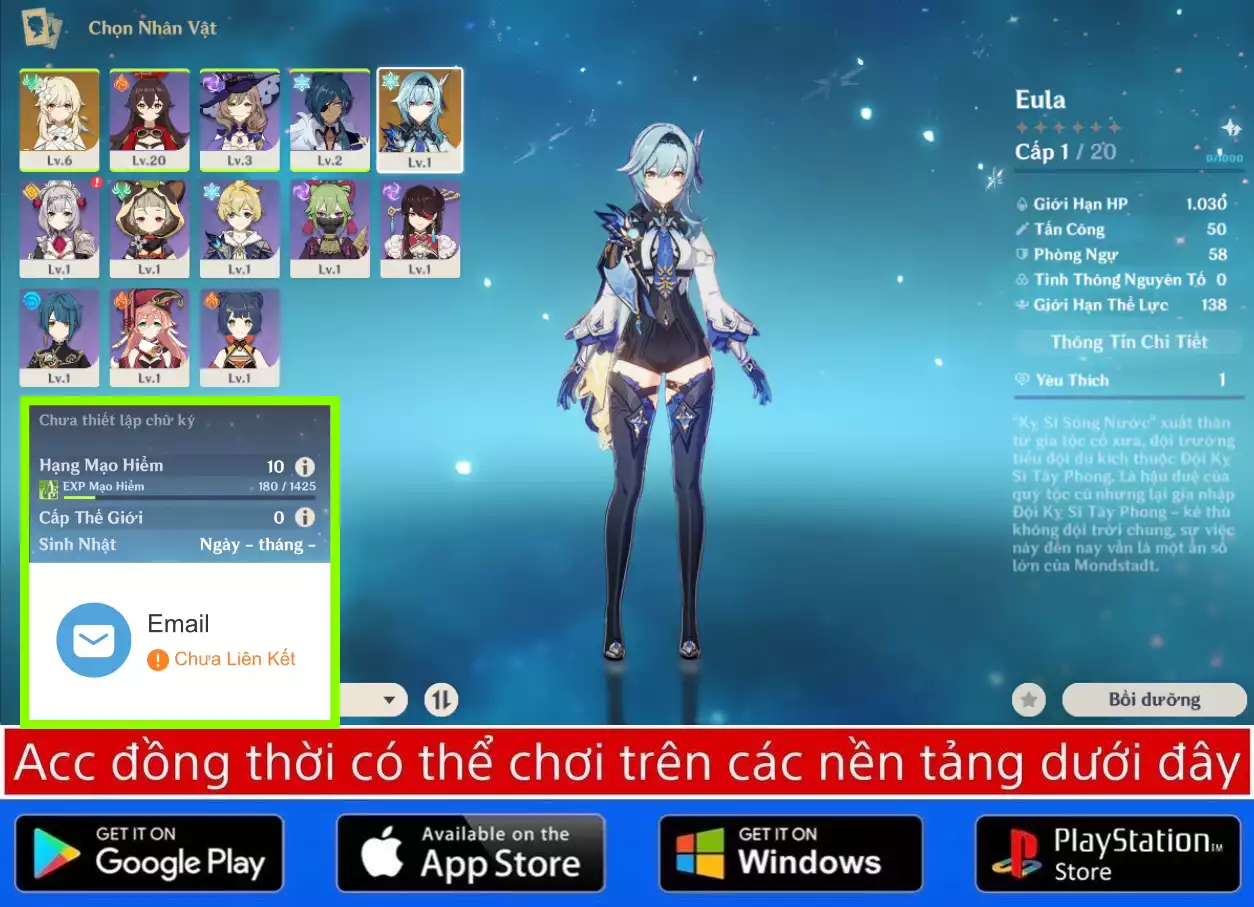 Chọn Nhân Vật
Lv.6
Lv.20
Lv.3
Lv.2
Lv.1
Lv.1
Lv.1
Lv.1
Lv.1
Lv.1
Lv.1
Lv.1
Lv.1
Chưa thiết lập chữ ký
Hạng Mạo Hiểm 10
EXP Mạo Hiểm 180 / 1425
Cấp Thế Giới 0
Sinh Nhật Ngày - tháng -
Email
Chưa Liên Kết
Eula
Cấp 1 / 20
0/1000
Giới Hạn HP 1.030
Tấn Công 50
Phòng Ngự 58
Tinh Thông Nguyên Tố 0
Giới Hạn Thể Lực 138
Thông Tin Chi Tiết
Yêu Thích 1
"Kỵ Sĩ Sóng Nước" xuất thân
từ gia tộc cổ xưa, đội trưởng
tiểu đội du kích thuộc Đội Kỵ
Sĩ Tây Phong. Là hậu duệ của
quý tộc cũ nhưng lại gia nhập
Đội Kỵ Sĩ Tây Phong - kẻ thù
không đội trời chung, sự việc
này đến nay vẫn là một ẩn số
lớn của Mondstadt.
Bồi dưỡng
Acc đồng thời có thể chơi trên các nền tảng dưới đây
GET IT ON
Google Play
Available on the
App Store
GET IT ON
Windows
PlayStation™
Store